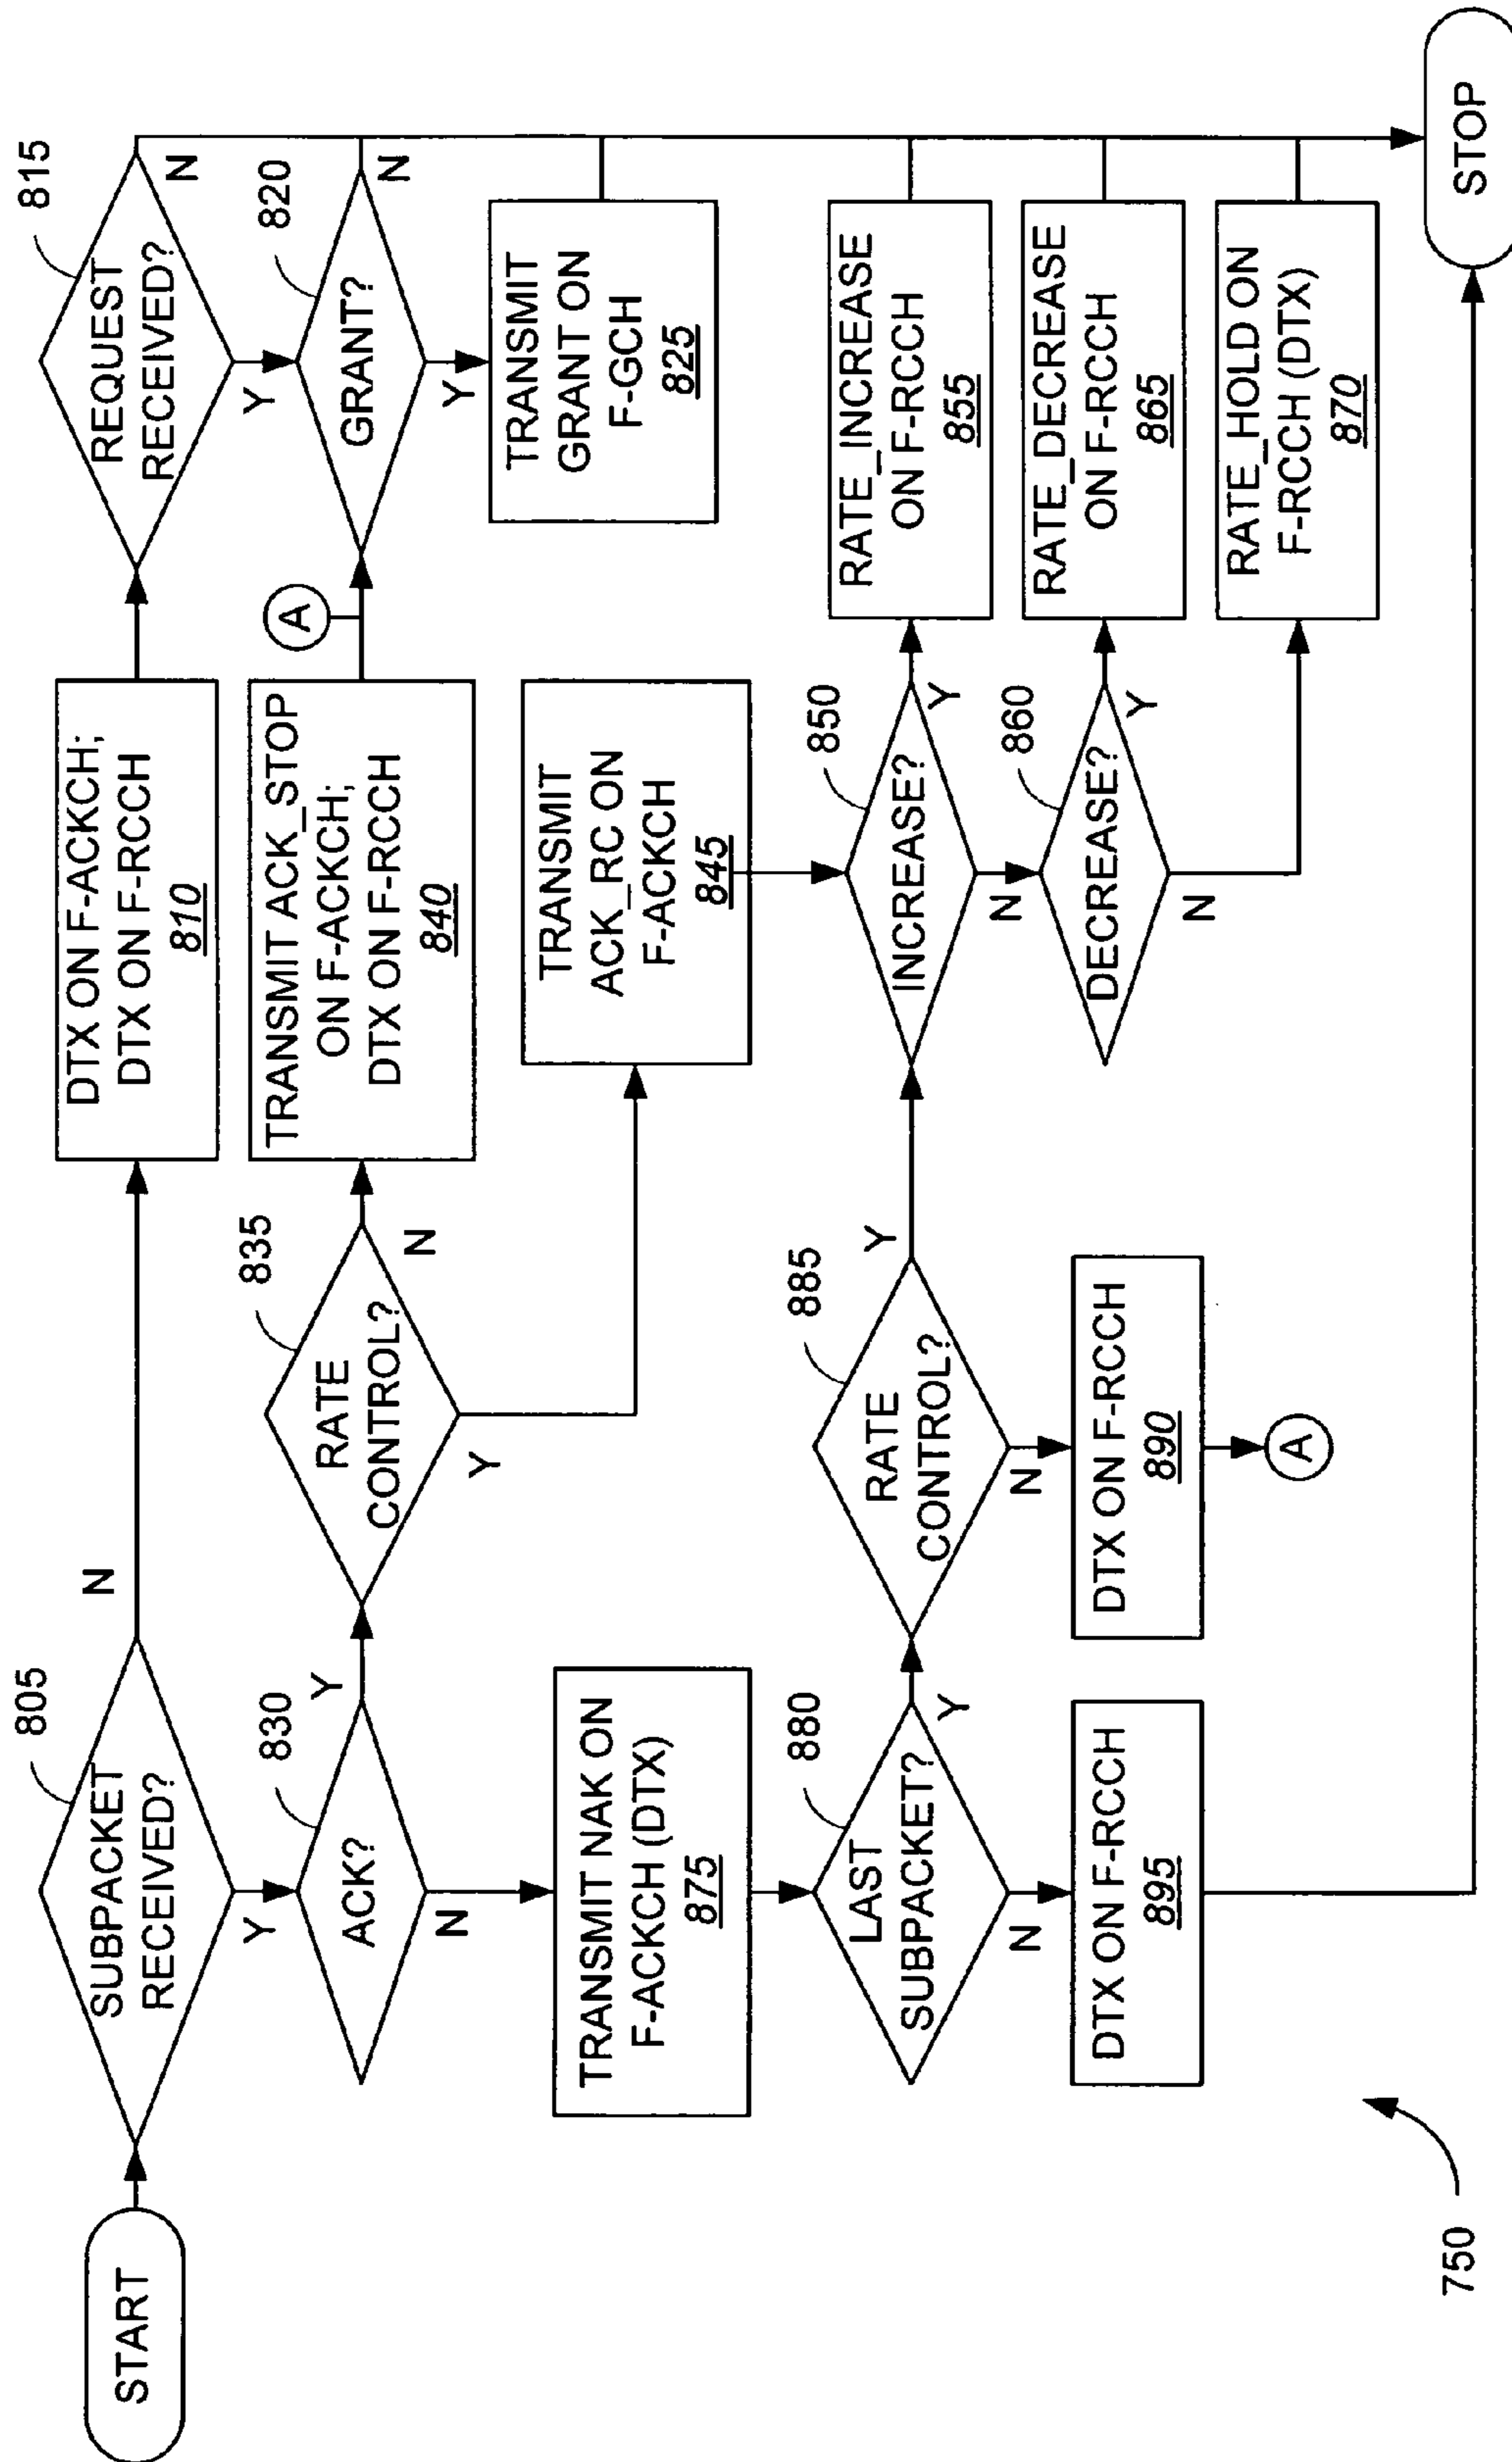 START
805
SUBPACKET
RECEIVED?
N
Y
DTX ON F-ACKCH;
DTX ON F-RCCH
810
815
REQUEST
RECEIVED?
N
Y
830
ACK?
Y
N
835
RATE
CONTROL?
N
Y
TRANSMIT ACK_STOP
ON F-ACKCH;
DTX ON F-RCCH
840
A
820
GRANT?
N
Y
TRANSMIT
GRANT ON
F-GCH
825
TRANSMIT
ACK_RC ON
F-ACKCH
845
TRANSMIT NAK ON
F-ACKCH (DTX)
875
880
LAST
SUBPACKET?
Y
N
885
RATE
CONTROL?
Y
N
850
INCREASE?
Y
N
RATE_INCREASE
ON F-RCCH
855
860
DECREASE?
Y
N
RATE_DECREASE
ON F-RCCH
865
RATE_HOLD ON
F-RCCH (DTX)
870
DTX ON F-RCCH
895
DTX ON F-RCCH
890
A
STOP
750